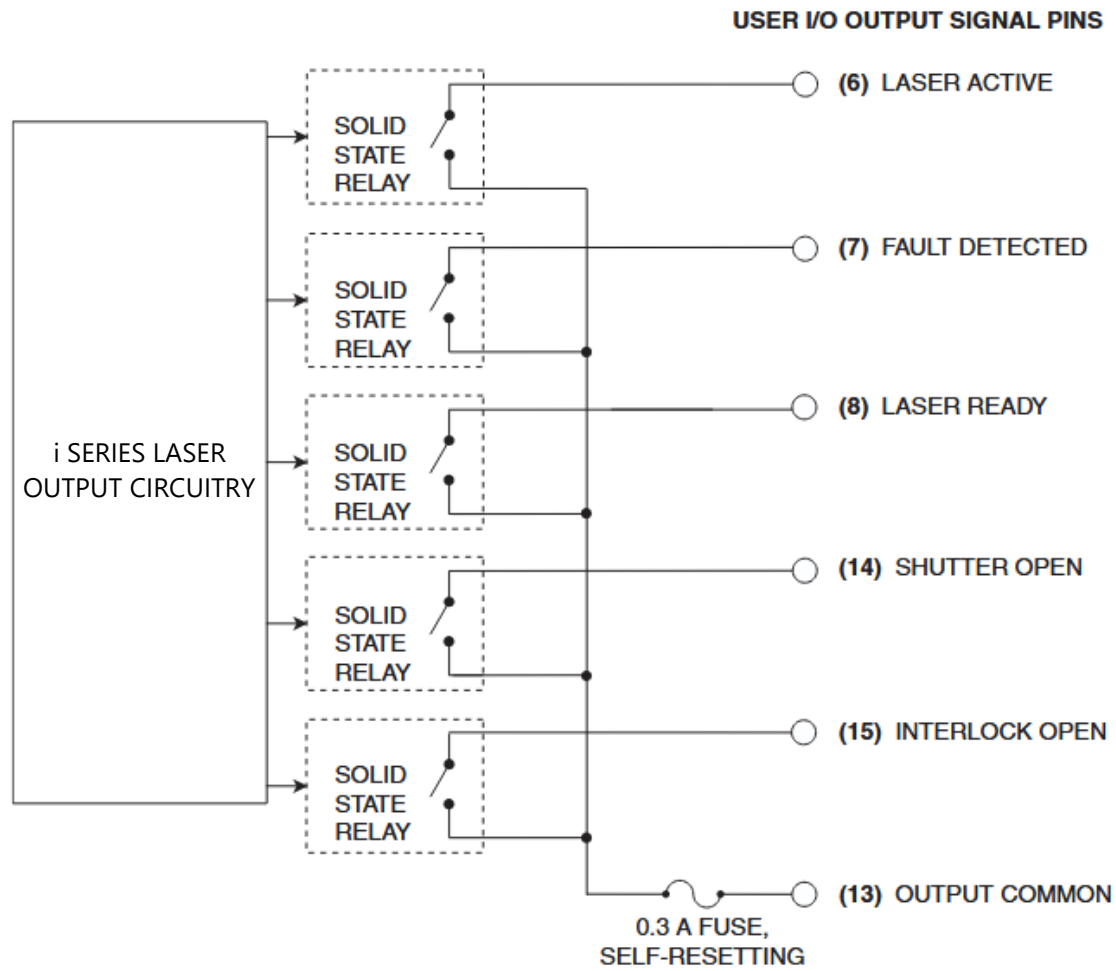 USER I/O OUTPUT SIGNAL PINS
(6) LASER ACTIVE
SOLID
STATE
RELAY
(7) FAULT DETECTED
SOLID
STATE
RELAY
(8) LASER READY
SOLID
STATE
RELAY
i SERIES LASER
OUTPUT CIRCUITRY
(14) SHUTTER OPEN
SOLID
STATE
RELAY
(15) INTERLOCK OPEN
SOLID
STATE
RELAY
(13) OUTPUT COMMON
0.3 A FUSE,
SELF-RESETTING